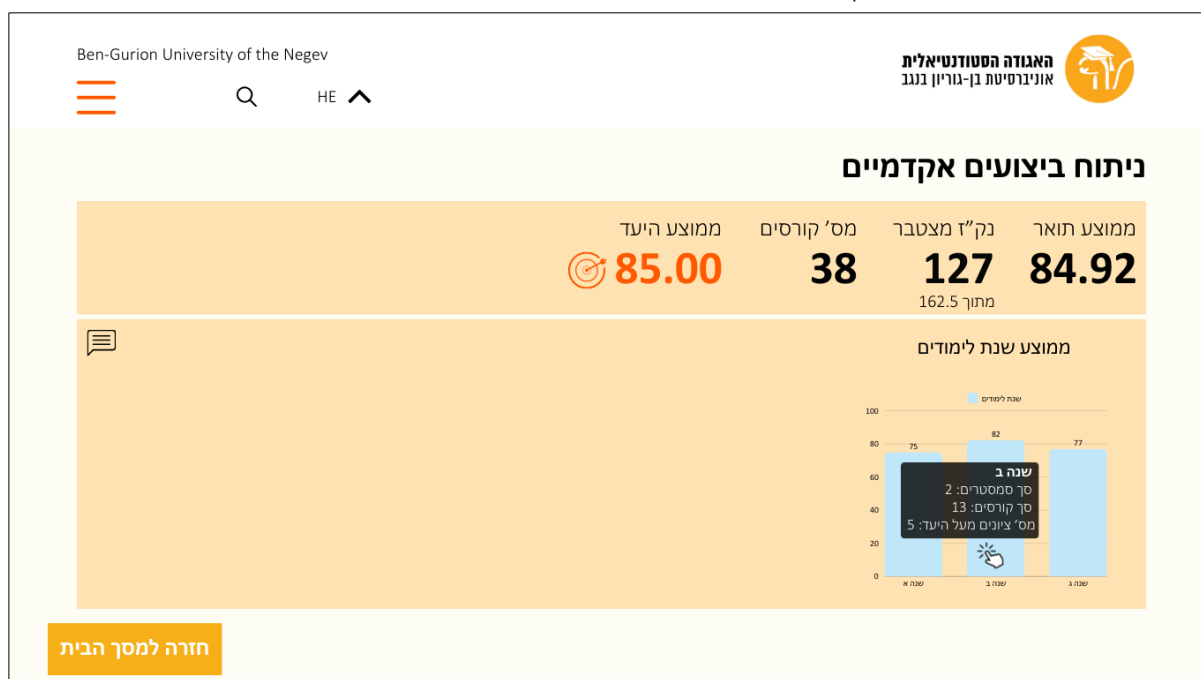 Ben-Gurion University of the Negev
HE
האגודה הסטודנטיאלית
אוניברסיטת בן-גוריון בנגב
ניתוח ביצועים אקדמיים
ממוצע תואר
84.92
נק״ז מצטבר
127
מתוך 162.5
מס׳ קורסים
38
ממוצע היעד
85.00
ממוצע שנת לימודים
שנת לימודים
100
80
60
40
20
0
75
82
77
שנה ב
סך סמסטרים: 2
סך קורסים: 13
מס׳ ציונים מעל היעד: 5
שנה א
שנה ב
שנה ג
חזרה למסך הבית